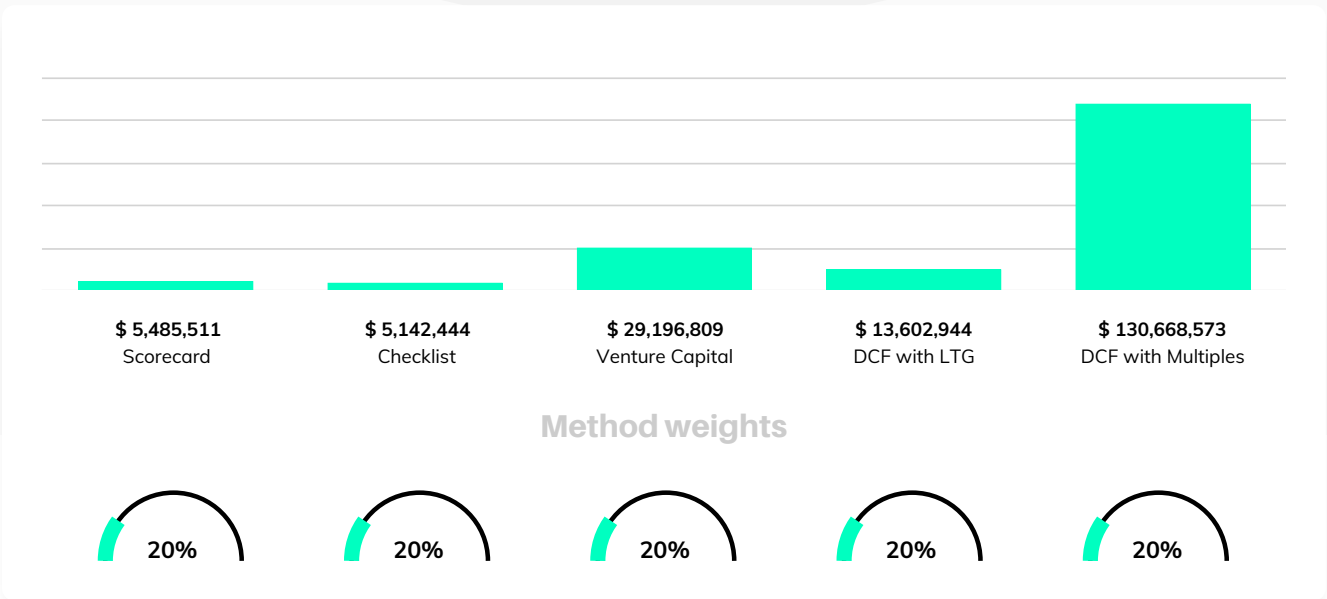 $ 5,485,511 $ 5,142,444 $ 29,196,809 $ 13,602,944 $ 130,668,573
Scorecard Checklist Venture Capital DCF with LTG DCF with Multiples
Method weights
20% 20% 20% 20% 20%